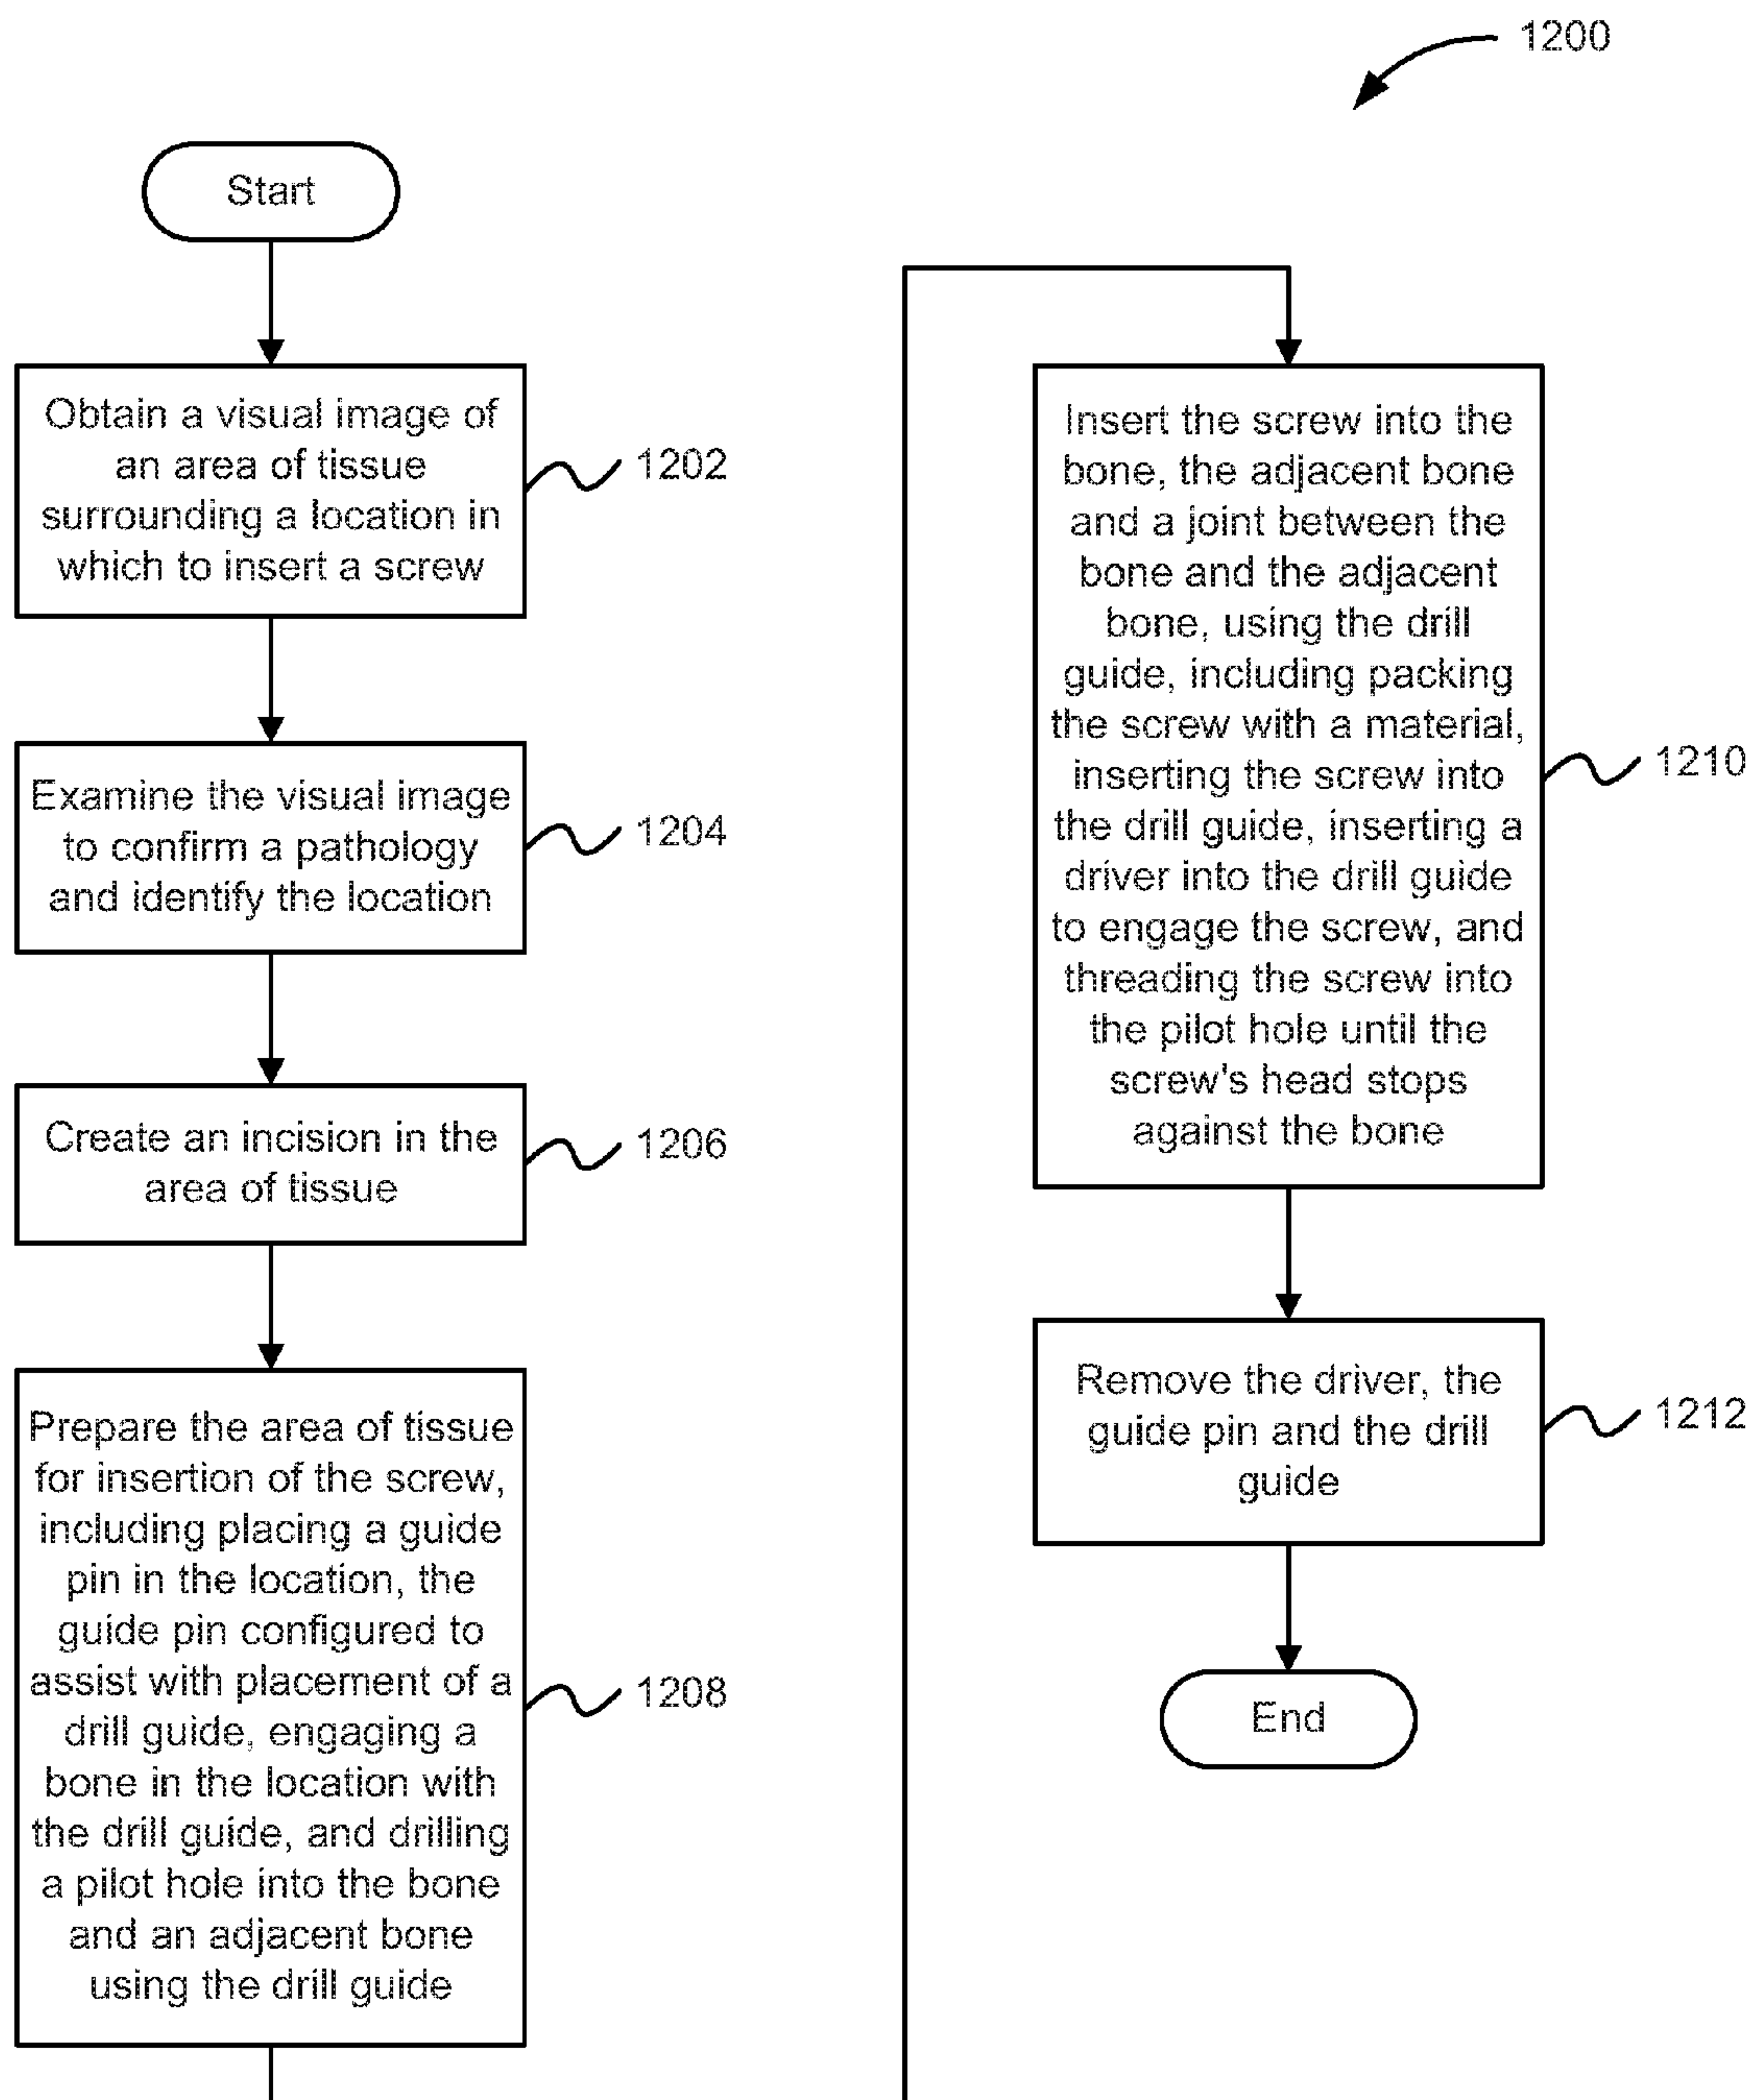 1200
Start
Obtain a visual image of
an area of tissue
surrounding a location in
which to insert a screw
1202
Examine the visual image
to confirm a pathology
and identify the location
1204
Create an incision in the
area of tissue
1206
Prepare the area of tissue
for insertion of the screw,
including placing a guide
pin in the location, the
guide pin configured to
assist with placement of a
drill guide, engaging a
bone in the location with
the drill guide, and drilling
a pilot hole into the bone
and an adjacent bone
using the drill guide
1208
Insert the screw into the
bone, the adjacent bone
and a joint between the
bone and the adjacent
bone, using the drill
guide, including packing
the screw with a material,
inserting the screw into
the drill guide, inserting a
driver into the drill guide
to engage the screw, and
threading the screw into
the pilot hole until the
screw's head stops
against the bone
1210
Remove the driver, the
guide pin and the drill
guide
1212
End